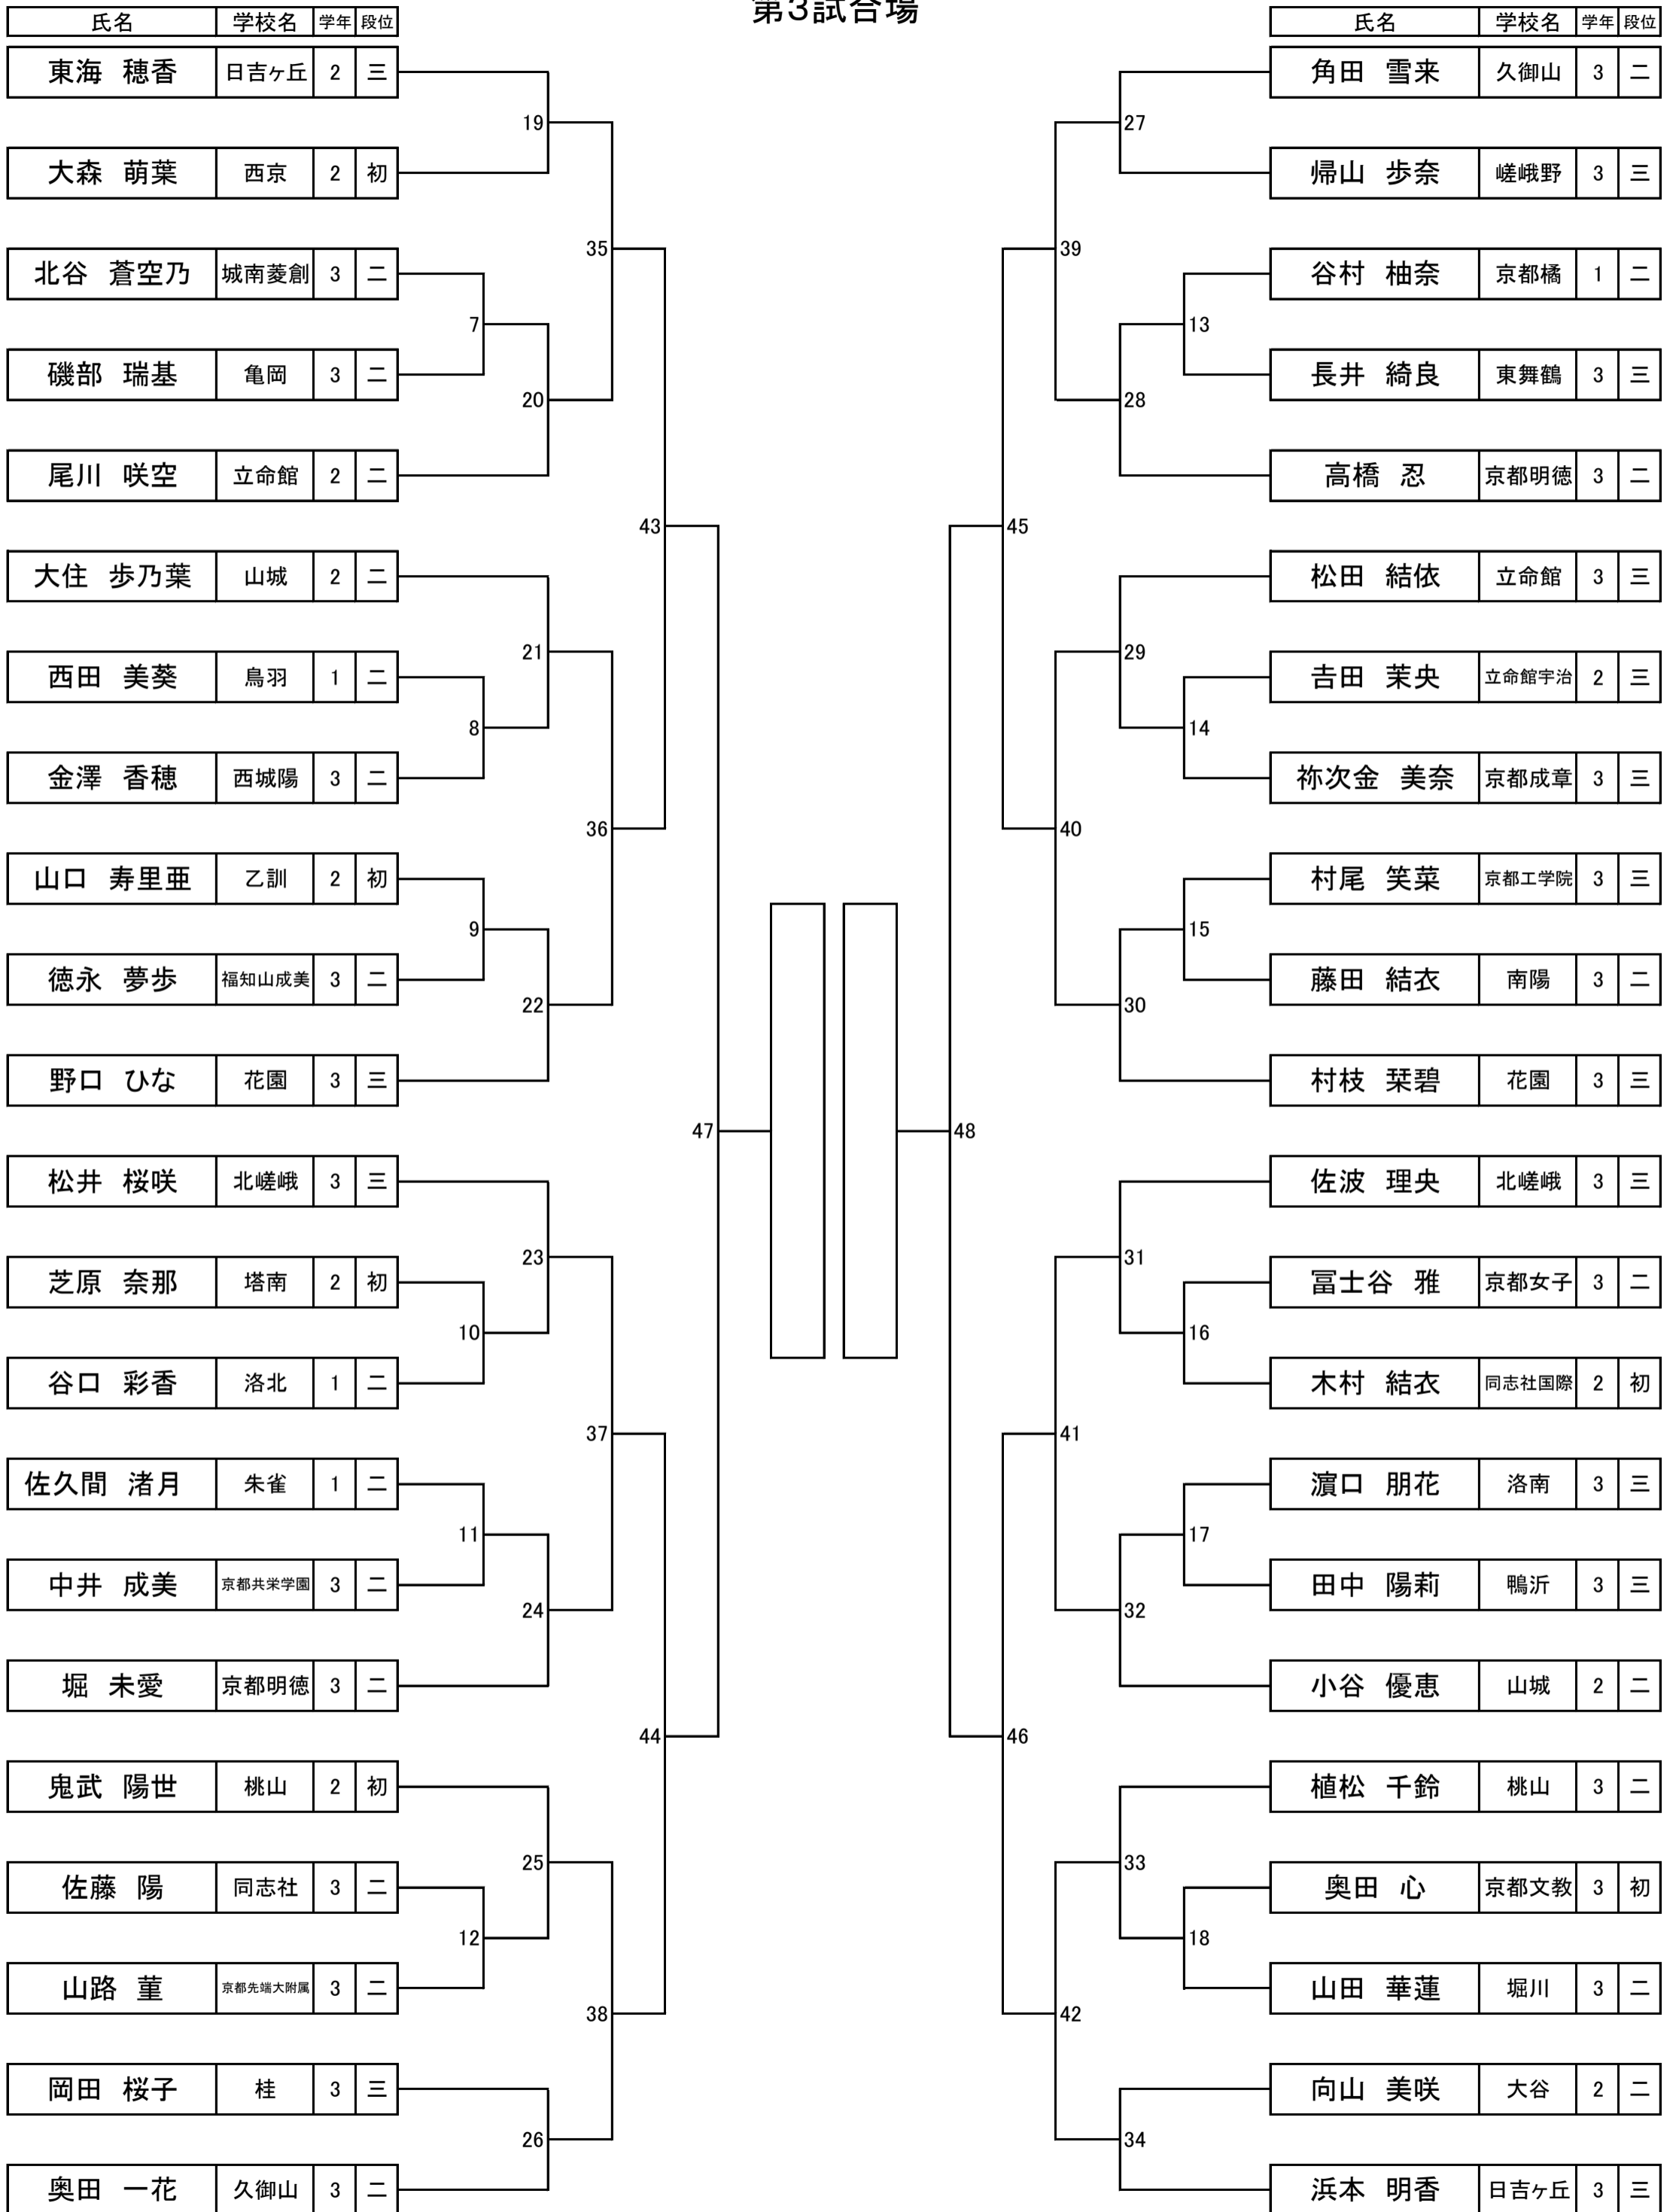 第3試合場
氏名 学校名 学年 段位
東海 穂香 日吉ヶ丘 2 三
19
大森 萌葉 西京 2 初
35
北谷 蒼空乃 城南菱創 3 二
7
磯部 瑞基 亀岡 3 二
20
尾川 咲空 立命館 2 二
43
大住 歩乃葉 山城 2 二
21
西田 美葵 鳥羽 1 二
8
金澤 香穂 西城陽 3 二
36
山口 寿里亜 乙訓 2 初
9
徳永 夢歩 福知山成美 3 二
22
野口 ひな 花園 3 三
47
松井 桜咲 北嵯峨 3 三
23
芝原 奈那 塔南 2 初
10
谷口 彩香 洛北 1 二
37
佐久間 渚月 朱雀 1 二
11
中井 成美 京都共栄学園 3 二
24
堀 未愛 京都明徳 3 二
44
鬼武 陽世 桃山 2 初
25
佐藤 陽 同志社 3 二
12
山路 菫 京都先端大附属 3 二
38
岡田 桜子 桂 3 三
26
奥田 一花 久御山 3 二
氏名 学校名 学年 段位
角田 雪来 久御山 3 二
27
帰山 歩奈 嵯峨野 3 三
39
谷村 柚奈 京都橘 1 二
13
長井 綺良 東舞鶴 3 三
28
高橋 忍 京都明徳 3 二
45
松田 結依 立命館 3 三
29
𠮷田 茉央 立命館宇治 2 三
14
祢次金 美奈 京都成章 3 三
40
村尾 笑菜 京都工学院 3 三
15
藤田 結衣 南陽 3 二
30
村枝 栞碧 花園 3 三
48
佐波 理央 北嵯峨 3 三
31
冨士谷 雅 京都女子 3 二
16
木村 結衣 同志社国際 2 初
41
濵口 朋花 洛南 3 三
17
田中 陽莉 鴨沂 3 三
32
小谷 優恵 山城 2 二
46
植松 千鈴 桃山 3 二
33
奥田 心 京都文教 3 初
18
山田 華蓮 堀川 3 二
42
向山 美咲 大谷 2 二
34
浜本 明香 日吉ヶ丘 3 三